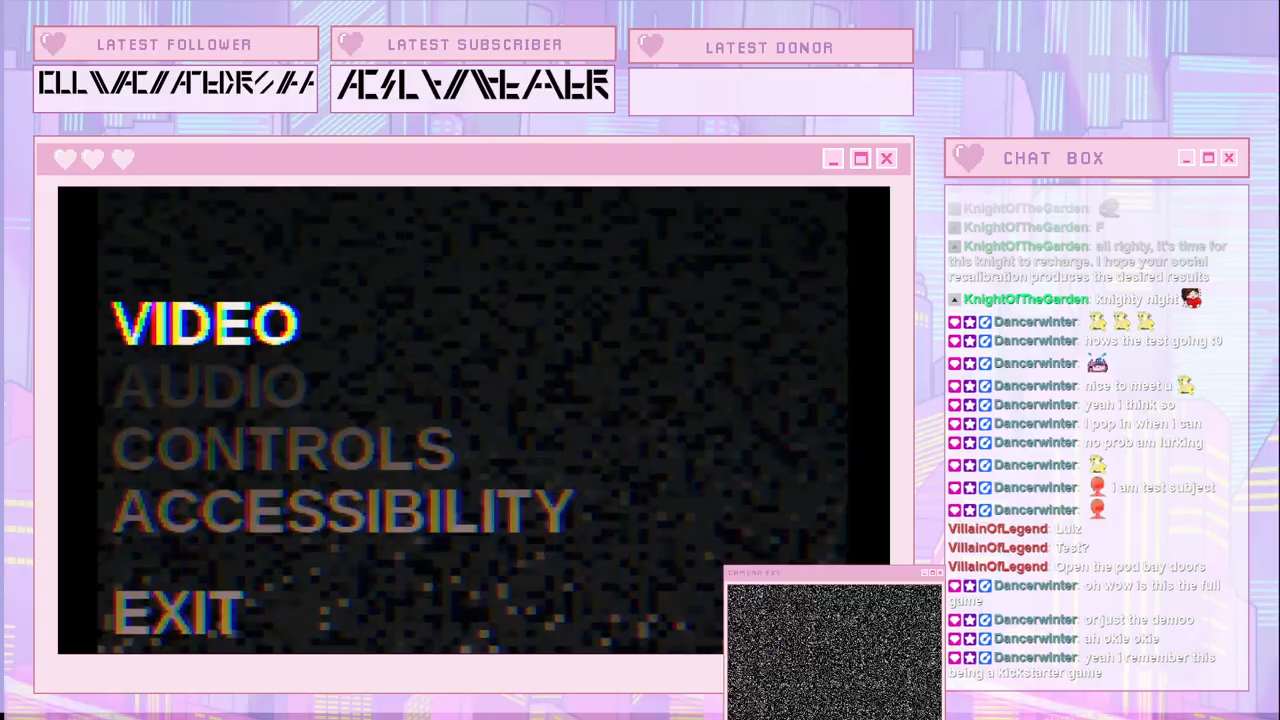 LATEST FOLLOWER
LATEST SUBSCRIBER
LATEST DONOR
VIDEO
AUDIO
CONTROLS
ACCESSIBILITY
EXIT
CHAT BOX
KnightOfTheGarden:
KnightOfTheGarden: F
KnightOfTheGarden: all righty, it's time for
this knight to recharge. I hope your social
recalibration produces the desired results
KnightOfTheGarden: knighty night
Dancerwinter:
Dancerwinter: hows the test going :0
Dancerwinter:
Dancerwinter: nice to meet u
Dancerwinter: yeah i think so
Dancerwinter: i pop in when i can
Dancerwinter: no prob am lurking
Dancerwinter:
Dancerwinter: i am test subject
Dancerwinter:
VillainOfLegend: Lulz
VillainOfLegend: Test?
VillainOfLegend: Open the pod bay doors
Dancerwinter: oh wow is this the full
game
Dancerwinter: or just the demoo
Dancerwinter: ah okie okie
Dancerwinter: yeah i remember this
being a kickstarter game